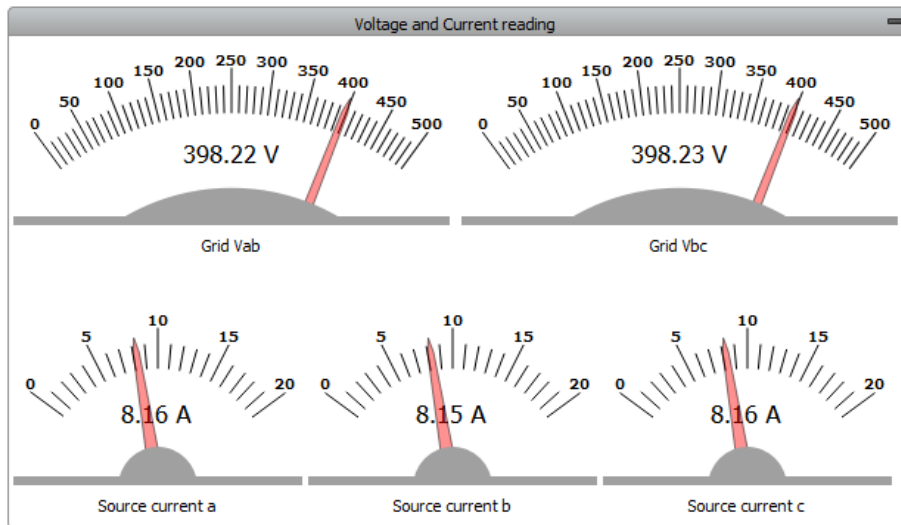 Voltage and Current reading
0 50 100 150 200 250 300 350 400 450 500
398.22 V
Grid Vab
0 50 100 150 200 250 300 350 400 450 500
398.23 V
Grid Vbc
0 5 10 15 20
8.16 A
Source current a
0 5 10 15 20
8.15 A
Source current b
0 5 10 15 20
8.16 A
Source current c